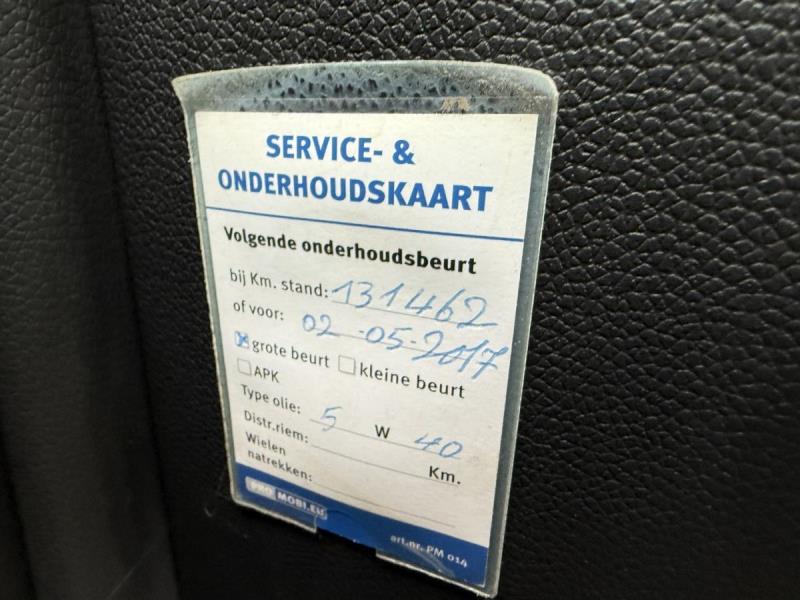 SERVICE- &
ONDERHOUDSKAART
Volgende onderhoudsbeurt
bij Km. stand: 131462
of voor: 02-05-2017
grote beurt kleine beurt
APK
Type olie: 5 W 40
Distr.riem: Km.
Wielen
natrekken:
PRO MOBI.EU
art.nr. PM 014